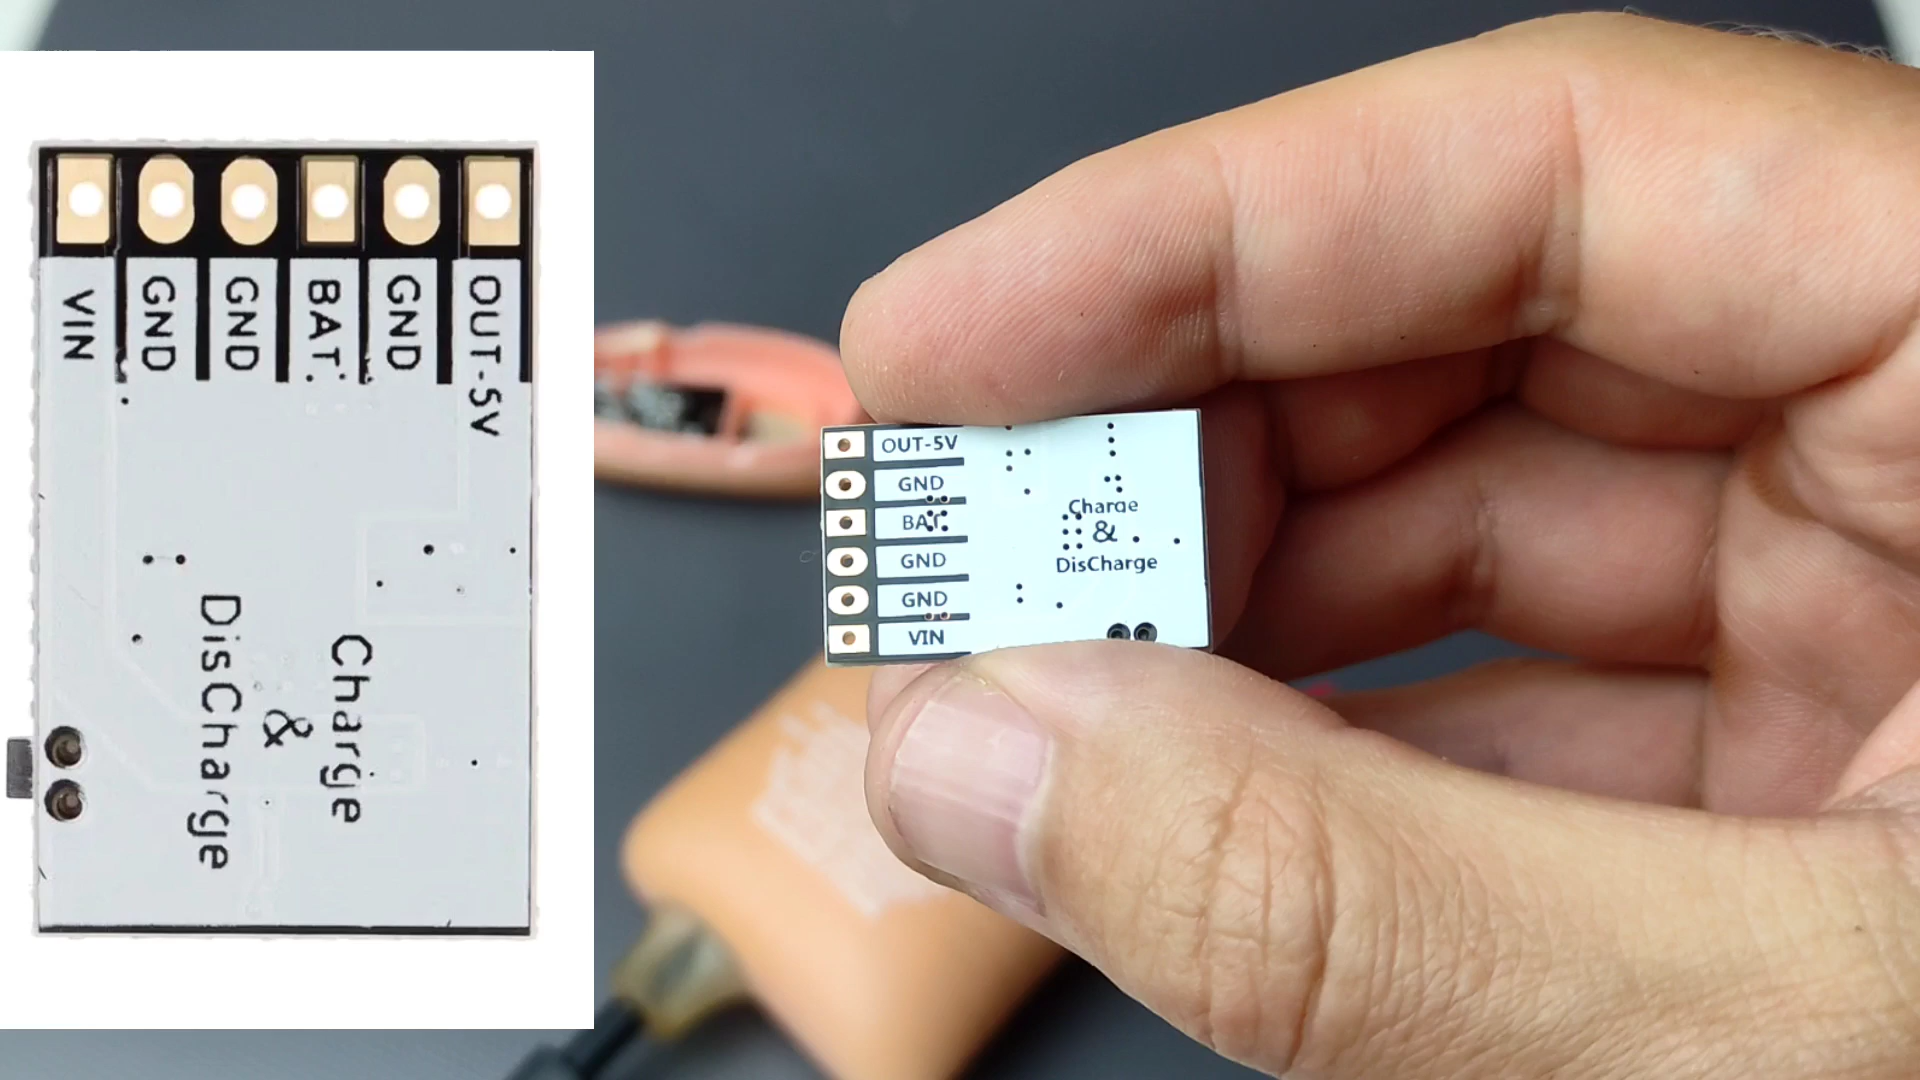 VIN
GND
GND
BAT
GND
OUT-5V
Charge
&
DisCharge
OUT-5V
GND
BAT
GND
GND
VIN
Charge
&
DisCharge